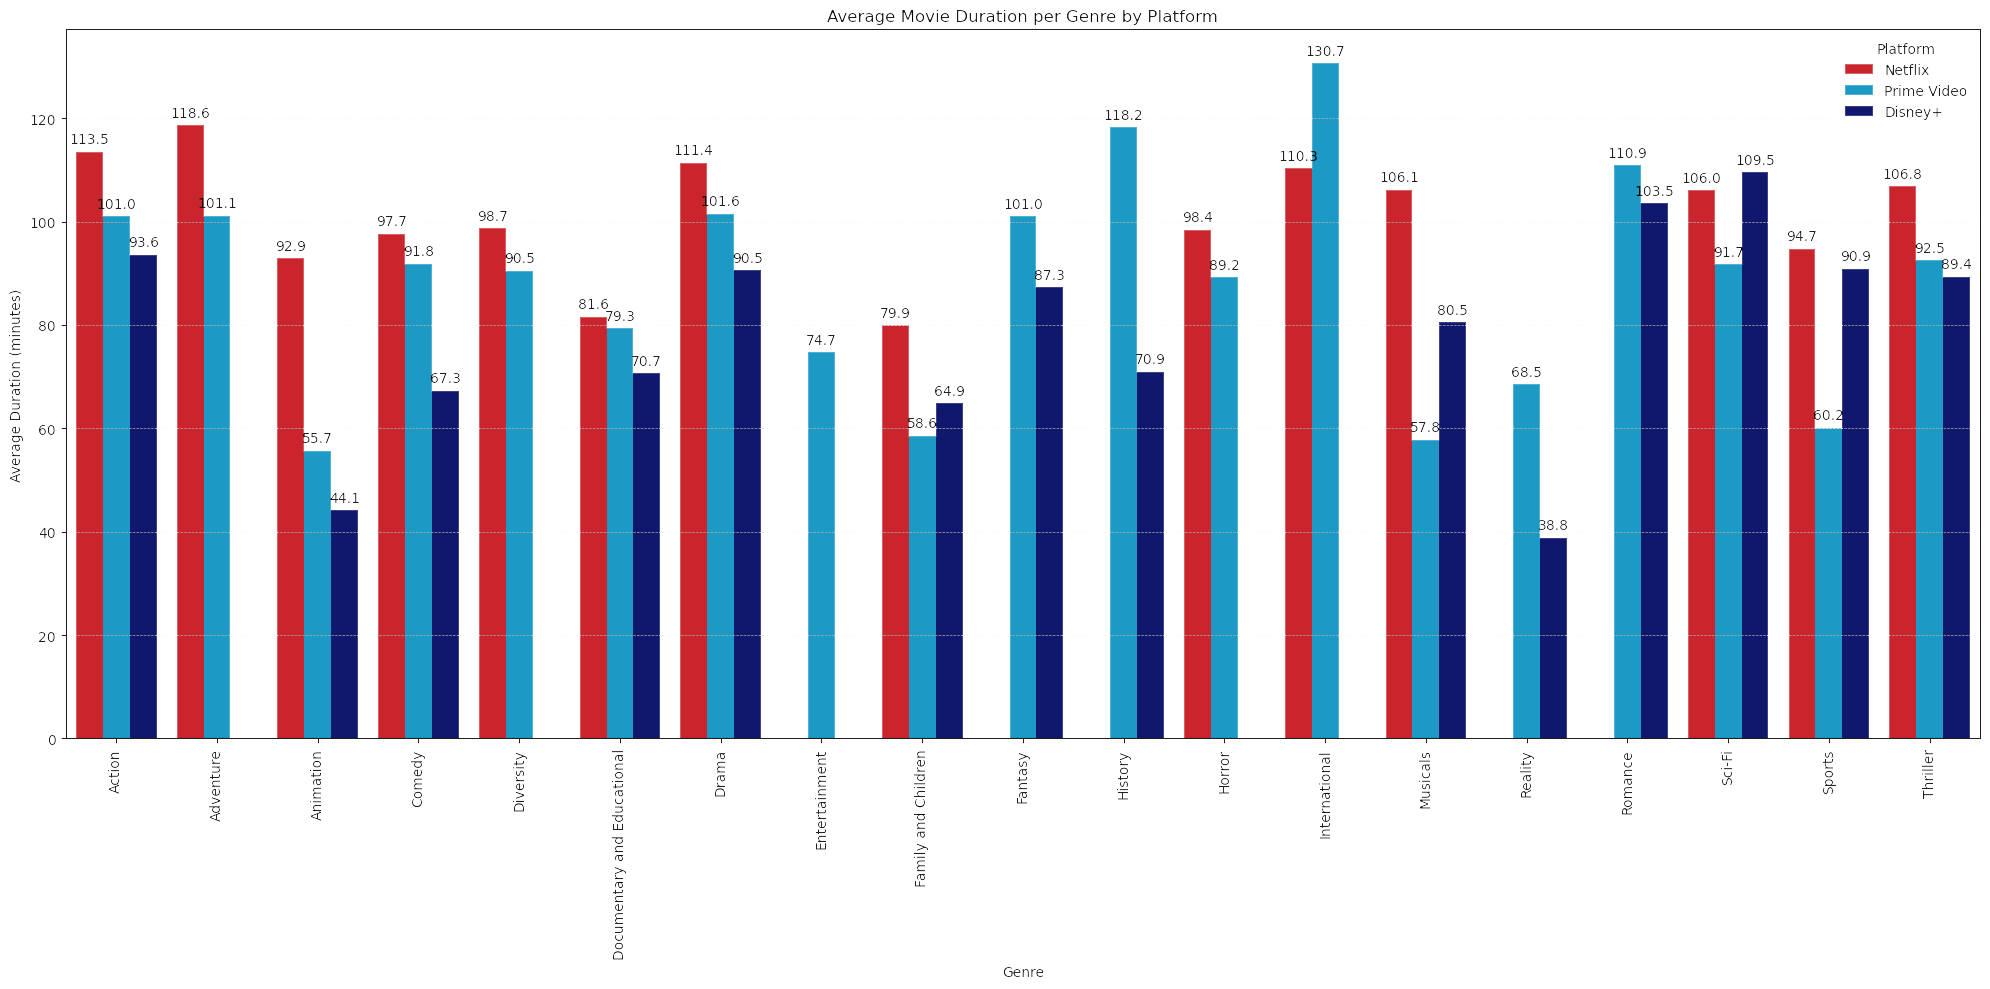 Average Movie Duration per Genre by Platform
Platform
Netflix
Prime Video
Disney+
Average Duration (minutes)
120
100
80
60
40
20
0
113.5 101.0 93.6
118.6 101.1
92.9 55.7 44.1
97.7 91.8 67.3
98.7 90.5
81.6 79.3 70.7
111.4 101.6 90.5
74.7
79.9 58.6 64.9
101.0 87.3
118.2 70.9
98.4 89.2
110.3 130.7
106.1 57.8 80.5
68.5 38.8
110.9 103.5
106.0 91.7 109.5
94.7 60.2 90.9
106.8 92.5 89.4
Action
Adventure
Animation
Comedy
Diversity
Documentary and Educational
Drama
Entertainment
Family and Children
Fantasy
History
Horror
International
Musicals
Reality
Romance
Sci-Fi
Sports
Thriller
Genre